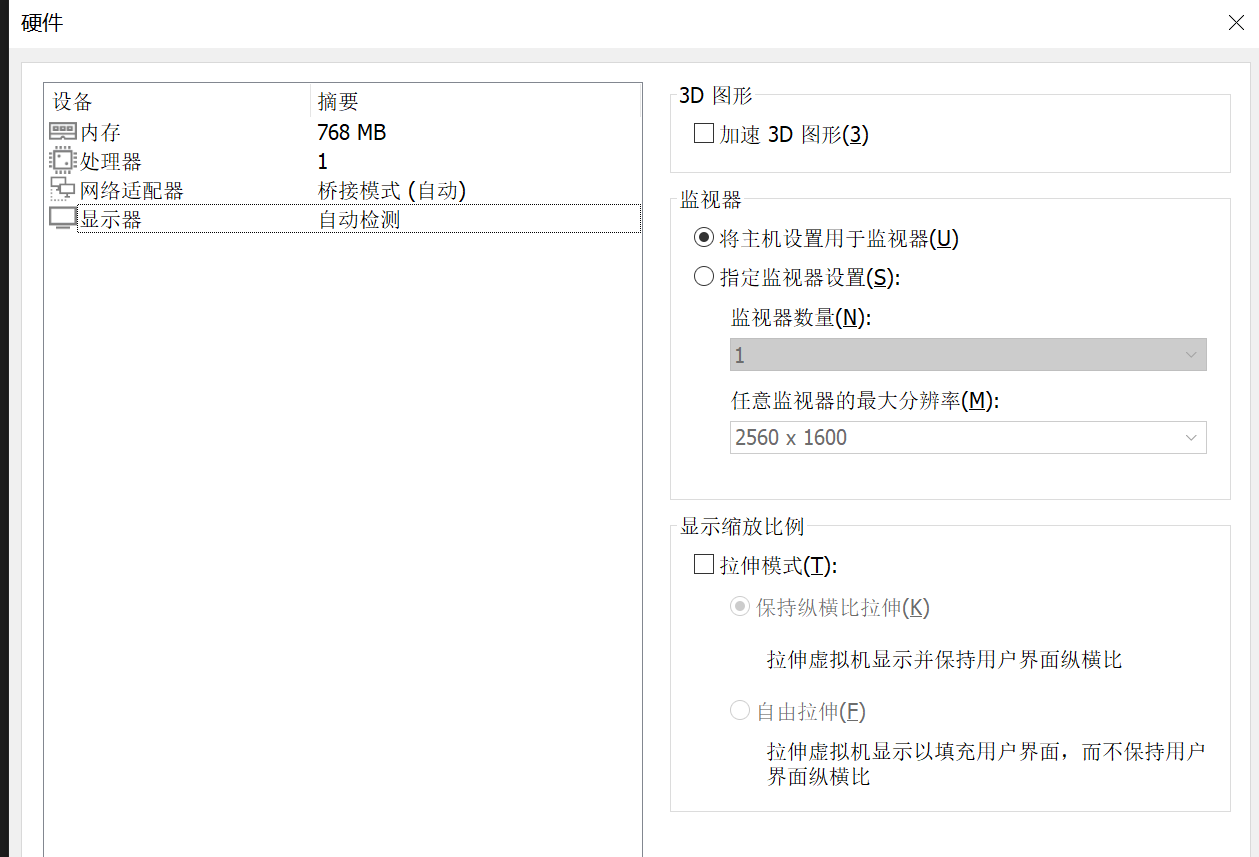 硬件
设备 摘要
内存 768 MB
处理器 1
网络适配器 桥接模式 (自动)
显示器 自动检测
3D 图形
加速 3D 图形(3)
监视器
将主机设置用于监视器(U)
指定监视器设置(S):
监视器数量(N):
1
任意监视器的最大分辨率(M):
2560 x 1600
显示缩放比例
拉伸模式(T):
保持纵横比拉伸(K)
拉伸虚拟机显示并保持用户界面纵横比
自由拉伸(F)
拉伸虚拟机显示以填充用户界面，而不保持用户
界面纵横比